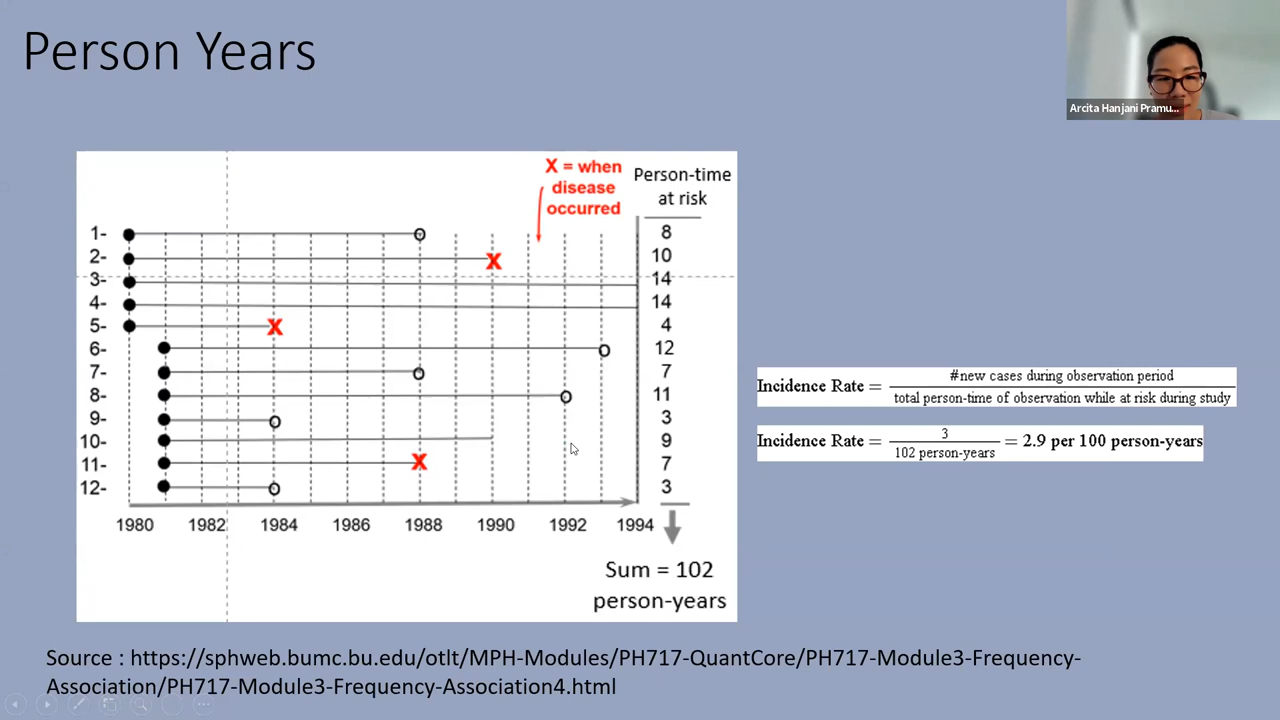 Person Years
Arcita Hanjani Pramu...
X = when
disease
occurred
Person-time
at risk
1- 8
2- X 10
3- 14
4- 14
5- X 4
6- 12
7- 7
8- 11
9- 3
10- 9
11- X 7
12- 3
1980 1982 1984 1986 1988 1990 1992 1994
Sum = 102
person-years
Incidence Rate = #new cases during observation period
total person-time of observation while at risk during study
Incidence Rate = 3 = 2.9 per 100 person-years
102 person-years
Source : https://sphweb.bumc.bu.edu/otlt/MPH-Modules/PH717-QuantCore/PH717-Module3-Frequency-
Association/PH717-Module3-Frequency-Association4.html